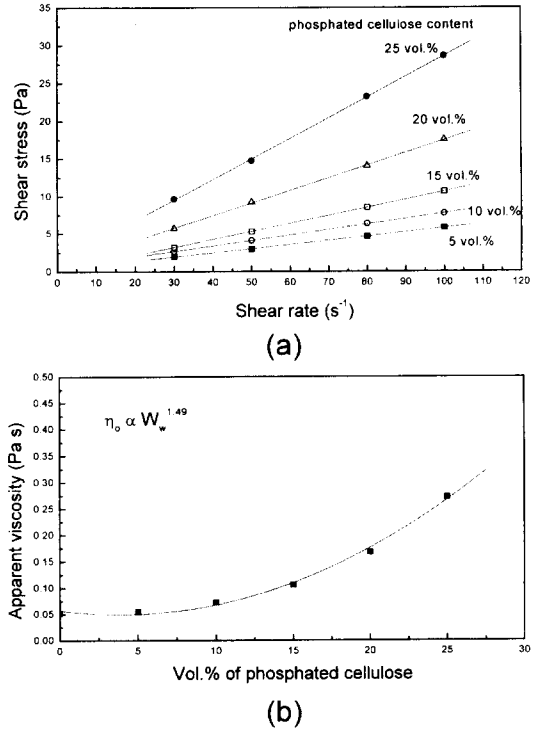 35
30
25
20
15
10
5
0
Shear stress (Pa)
phosphated cellulose content
25 vol.%
20 vol.%
15 vol.%
10 vol.%
5 vol.%
0 10 20 30 40 50 60 70 80 90 100 110 120
Shear rate (s⁻¹)
(a)
0.50
0.45
0.40
0.35
0.30
0.25
0.20
0.15
0.10
0.05
0.00
Apparent viscosity (Pa s)
ηₒ α W_w^1.49
0 5 10 15 20 25 30
Vol.% of phosphated cellulose
(b)